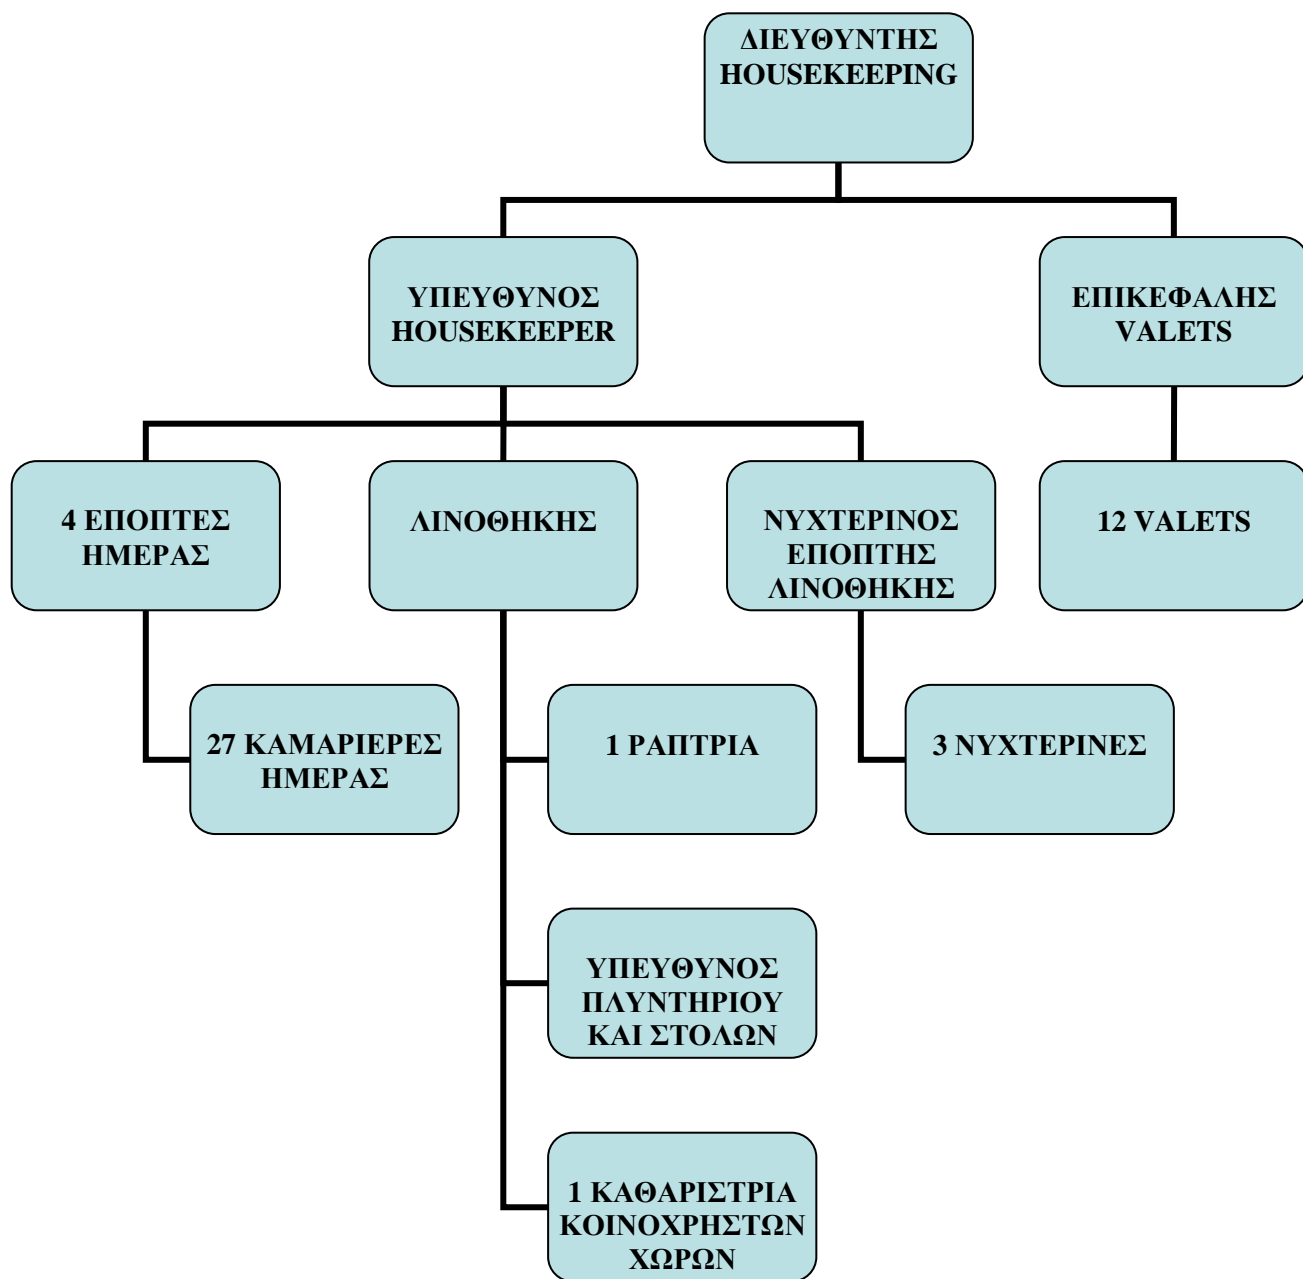 ΔΙΕΥΘΥΝΤΗΣ
HOUSEKEEPING
ΥΠΕΥΘΥΝΟΣ
HOUSEKEEPER
ΕΠΙΚΕΦΑΛΗΣ
VALETS
4 ΕΠΟΠΤΕΣ
ΗΜΕΡΑΣ
ΛΙΝΟΘΗΚΗΣ
ΝΥΧΤΕΡΙΝΟΣ
ΕΠΟΠΤΗΣ
ΛΙΝΟΘΗΚΗΣ
12 VALETS
27 ΚΑΜΑΡΙΕΡΕΣ
ΗΜΕΡΑΣ
1 ΡΑΠΤΡΙΑ
3 ΝΥΧΤΕΡΙΝΕΣ
ΥΠΕΥΘΥΝΟΣ
ΠΛΥΝΤΗΡΙΟΥ
ΚΑΙ ΣΤΟΛΩΝ
1 ΚΑΘΑΡΙΣΤΡΙΑ
ΚΟΙΝΟΧΡΗΣΤΩΝ
ΧΩΡΩΝ